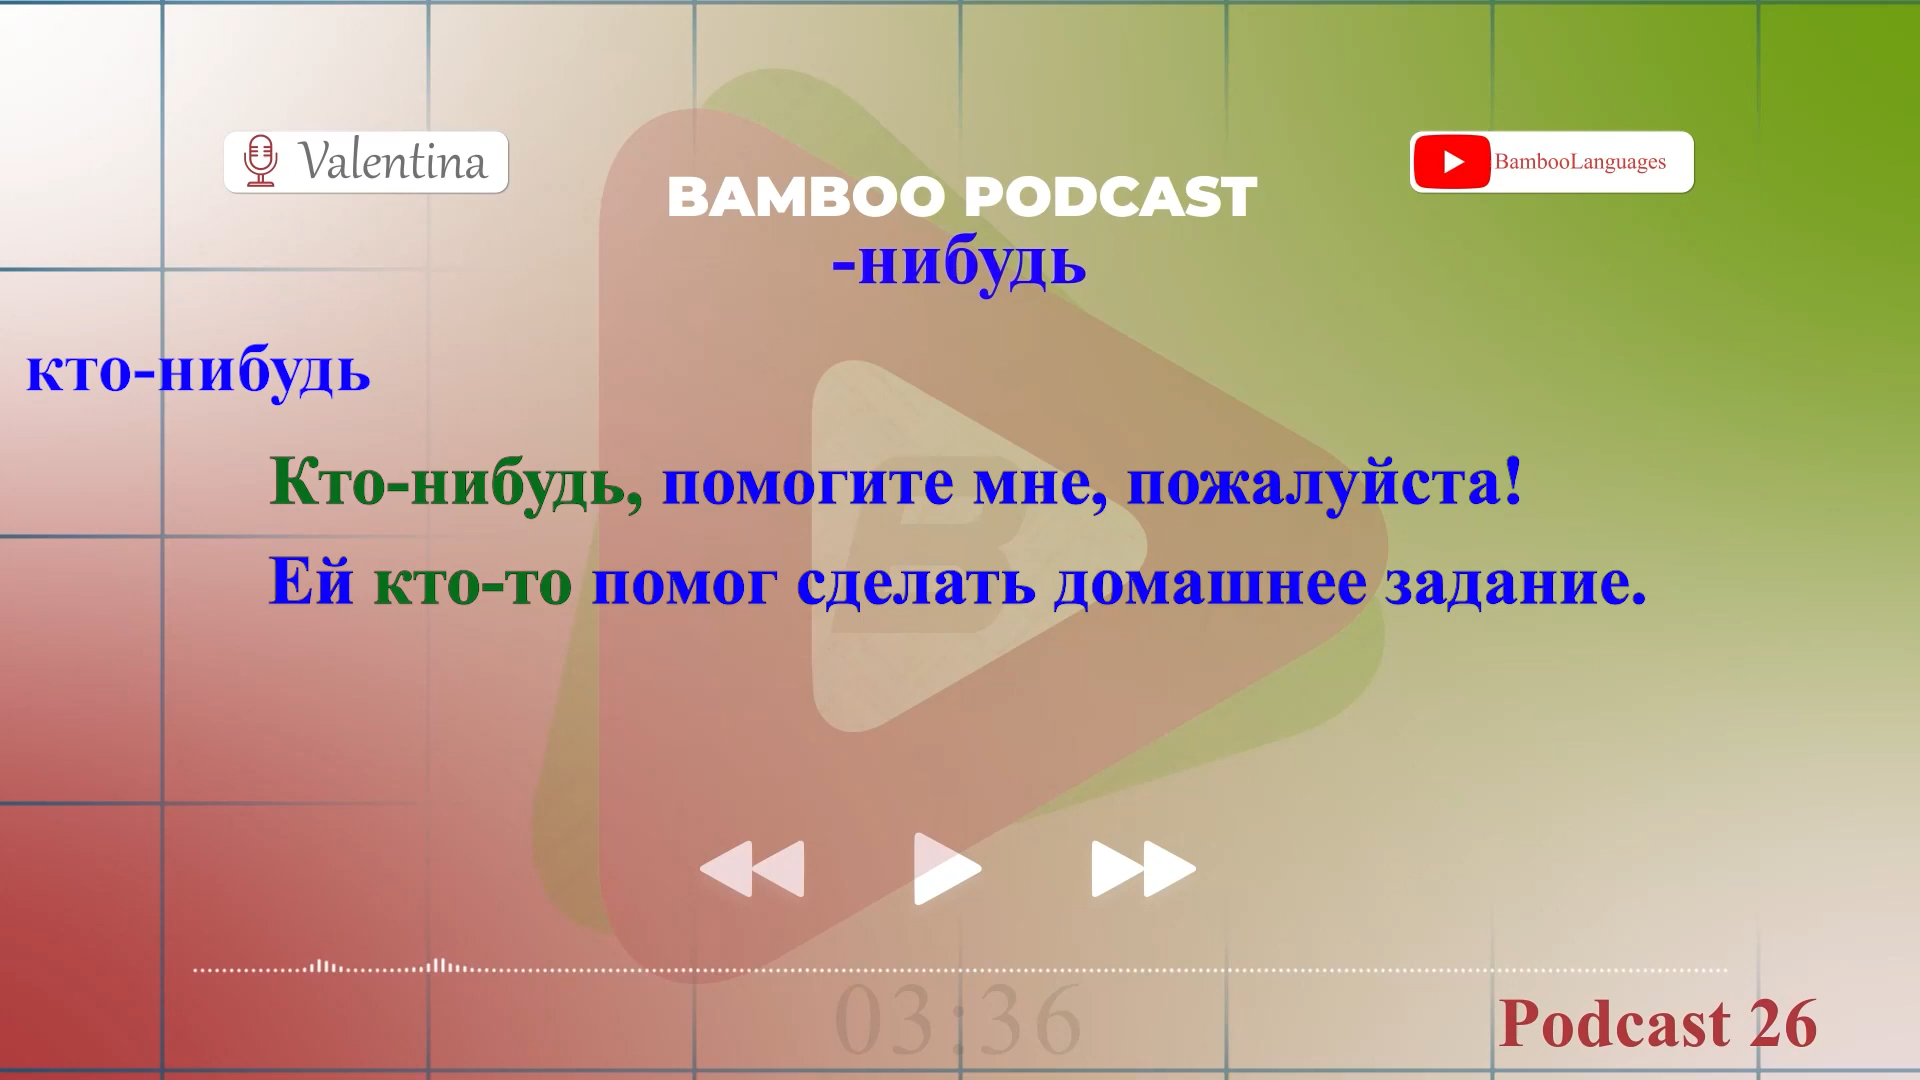 Valentina
BambooLanguages
BAMBOO PODCAST
-нибудь
кто-нибудь
Кто-нибудь, помогите мне, пожалуйста!
Ей кто-то помог сделать домашнее задание.
B
03:36
Podcast 26